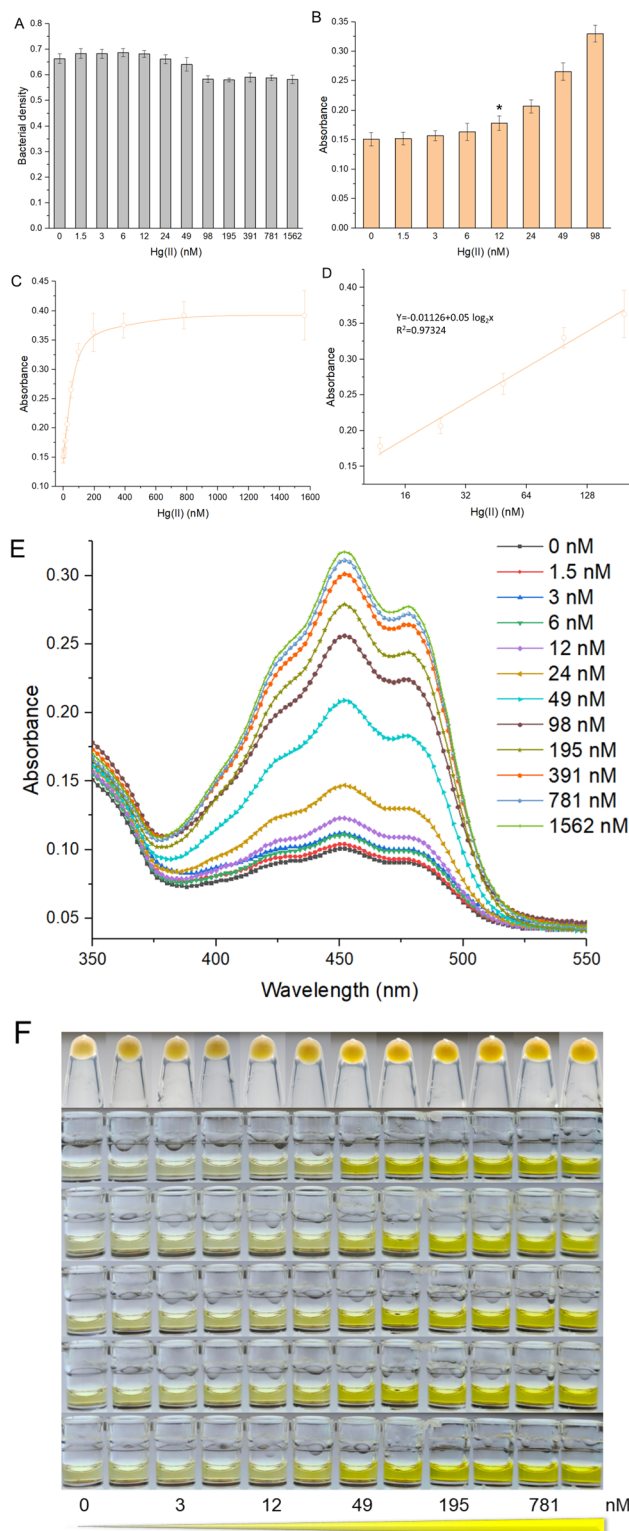 A
Bacterial density
0.8
0.7
0.6
0.5
0.4
0.3
0.2
0.1
0.0
0 1.5 3 6 12 24 49 98 195 391 781 1562
Hg(II) (nM)
B
Absorbance
0.35
0.30
0.25
0.20
0.15
0.10
0.05
0.00
*
0 1.5 3 6 12 24 49 98
Hg(II) (nM)
C
Absorbance
0.45
0.40
0.35
0.30
0.25
0.20
0.15
0.10
0 200 400 600 800 1000 1200 1400 1600
Hg(II) (nM)
D
Absorbance
0.40
0.35
0.30
0.25
0.20
0.15
Y=-0.01126+0.05 log₂x
R²=0.97324
16 32 64 128
Hg(II) (nM)
E
Absorbance
0.30
0.25
0.20
0.15
0.10
0.05
350 400 450 500 550
Wavelength (nm)
0 nM
1.5 nM
3 nM
6 nM
12 nM
24 nM
49 nM
98 nM
195 nM
391 nM
781 nM
1562 nM
F
0 3 12 49 195 781 nM